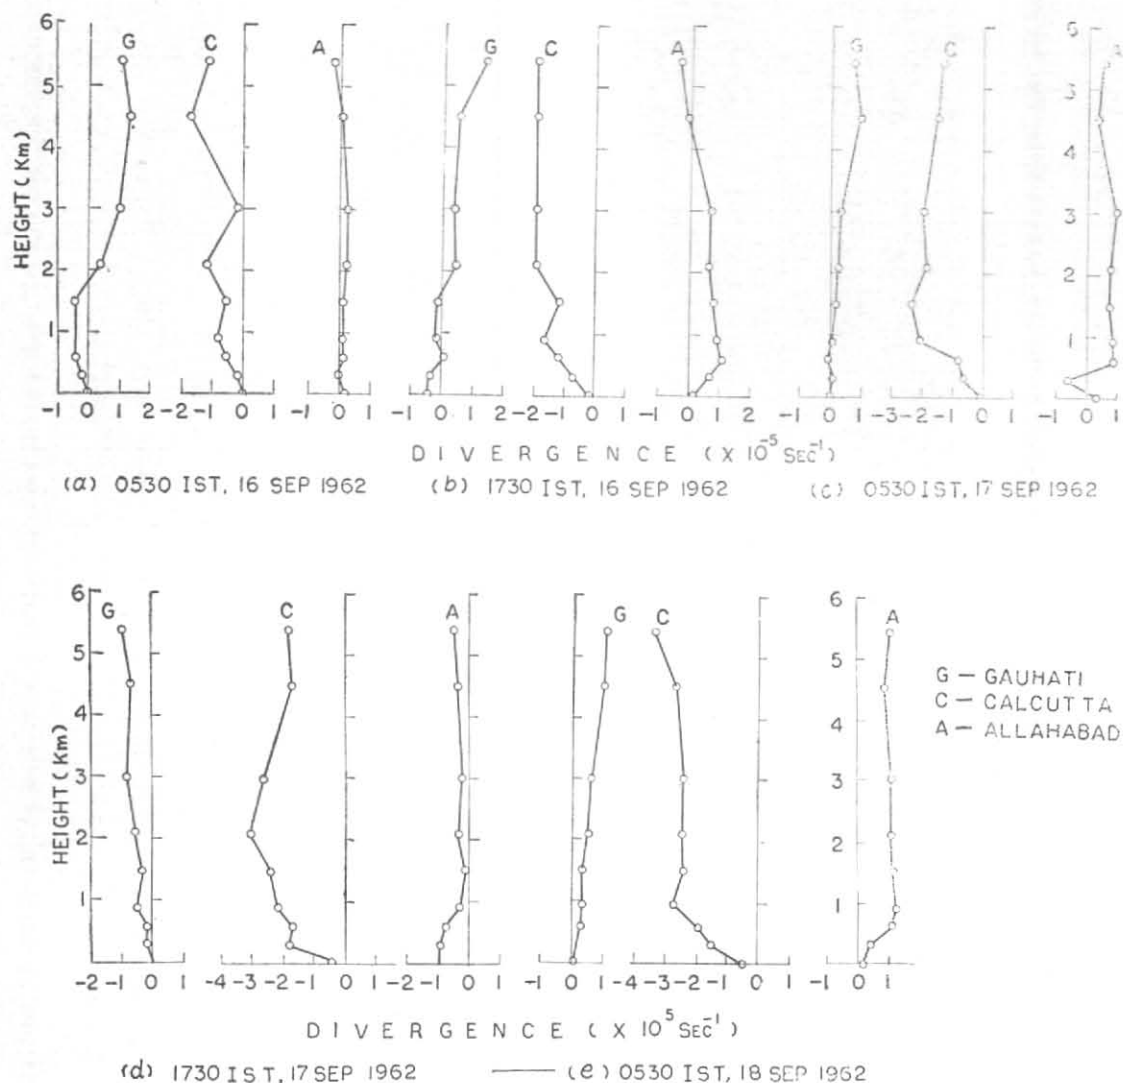 6
5
4
3
2
1
HEIGHT (Km)
G C A G C A G C A
6
5
4
3
2
1
-1 0 1 2 -2 -1 0 1 -1 0 1 -1 0 1 2 -2 -1 0 1 -1 0 1 2 -1 0 1 -3 -2 -1 0 1 -1 0 1
DIVERGENCE (X 10⁻⁵ SEC⁻¹)
(a) 0530 IST, 16 SEP 1962 (b) 1730 IST, 16 SEP 1962 (c) 0530 IST, 17 SEP 1962
6
5
4
3
2
1
HEIGHT (Km)
G C A G C A
6
5
4
3
2
1
G — GAUHATI
C — CALCUTTA
A — ALLAHABAD
-2 -1 0 1 -4 -3 -2 -1 0 1 -2 -1 0 1 -1 0 1 -4 -3 -2 -1 0 1 -1 0 1
DIVERGENCE (X 10⁵ SEC⁻¹)
(d) 1730 IST, 17 SEP 1962 (e) 0530 IST, 18 SEP 1962